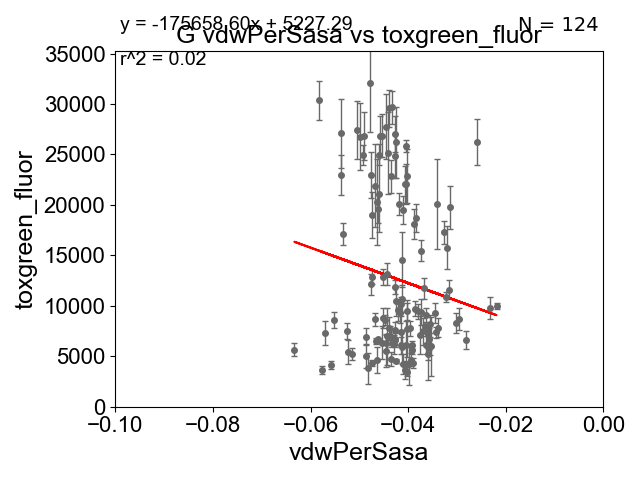 y = -175658.60x + 5227.29
N = 124
G vdwPerSasa vs toxgreen_fluor
r^2 = 0.02
35000
30000
25000
20000
15000
10000
5000
0
toxgreen_fluor
−0.10 −0.08 −0.06 −0.04 −0.02 0.00
vdwPerSasa